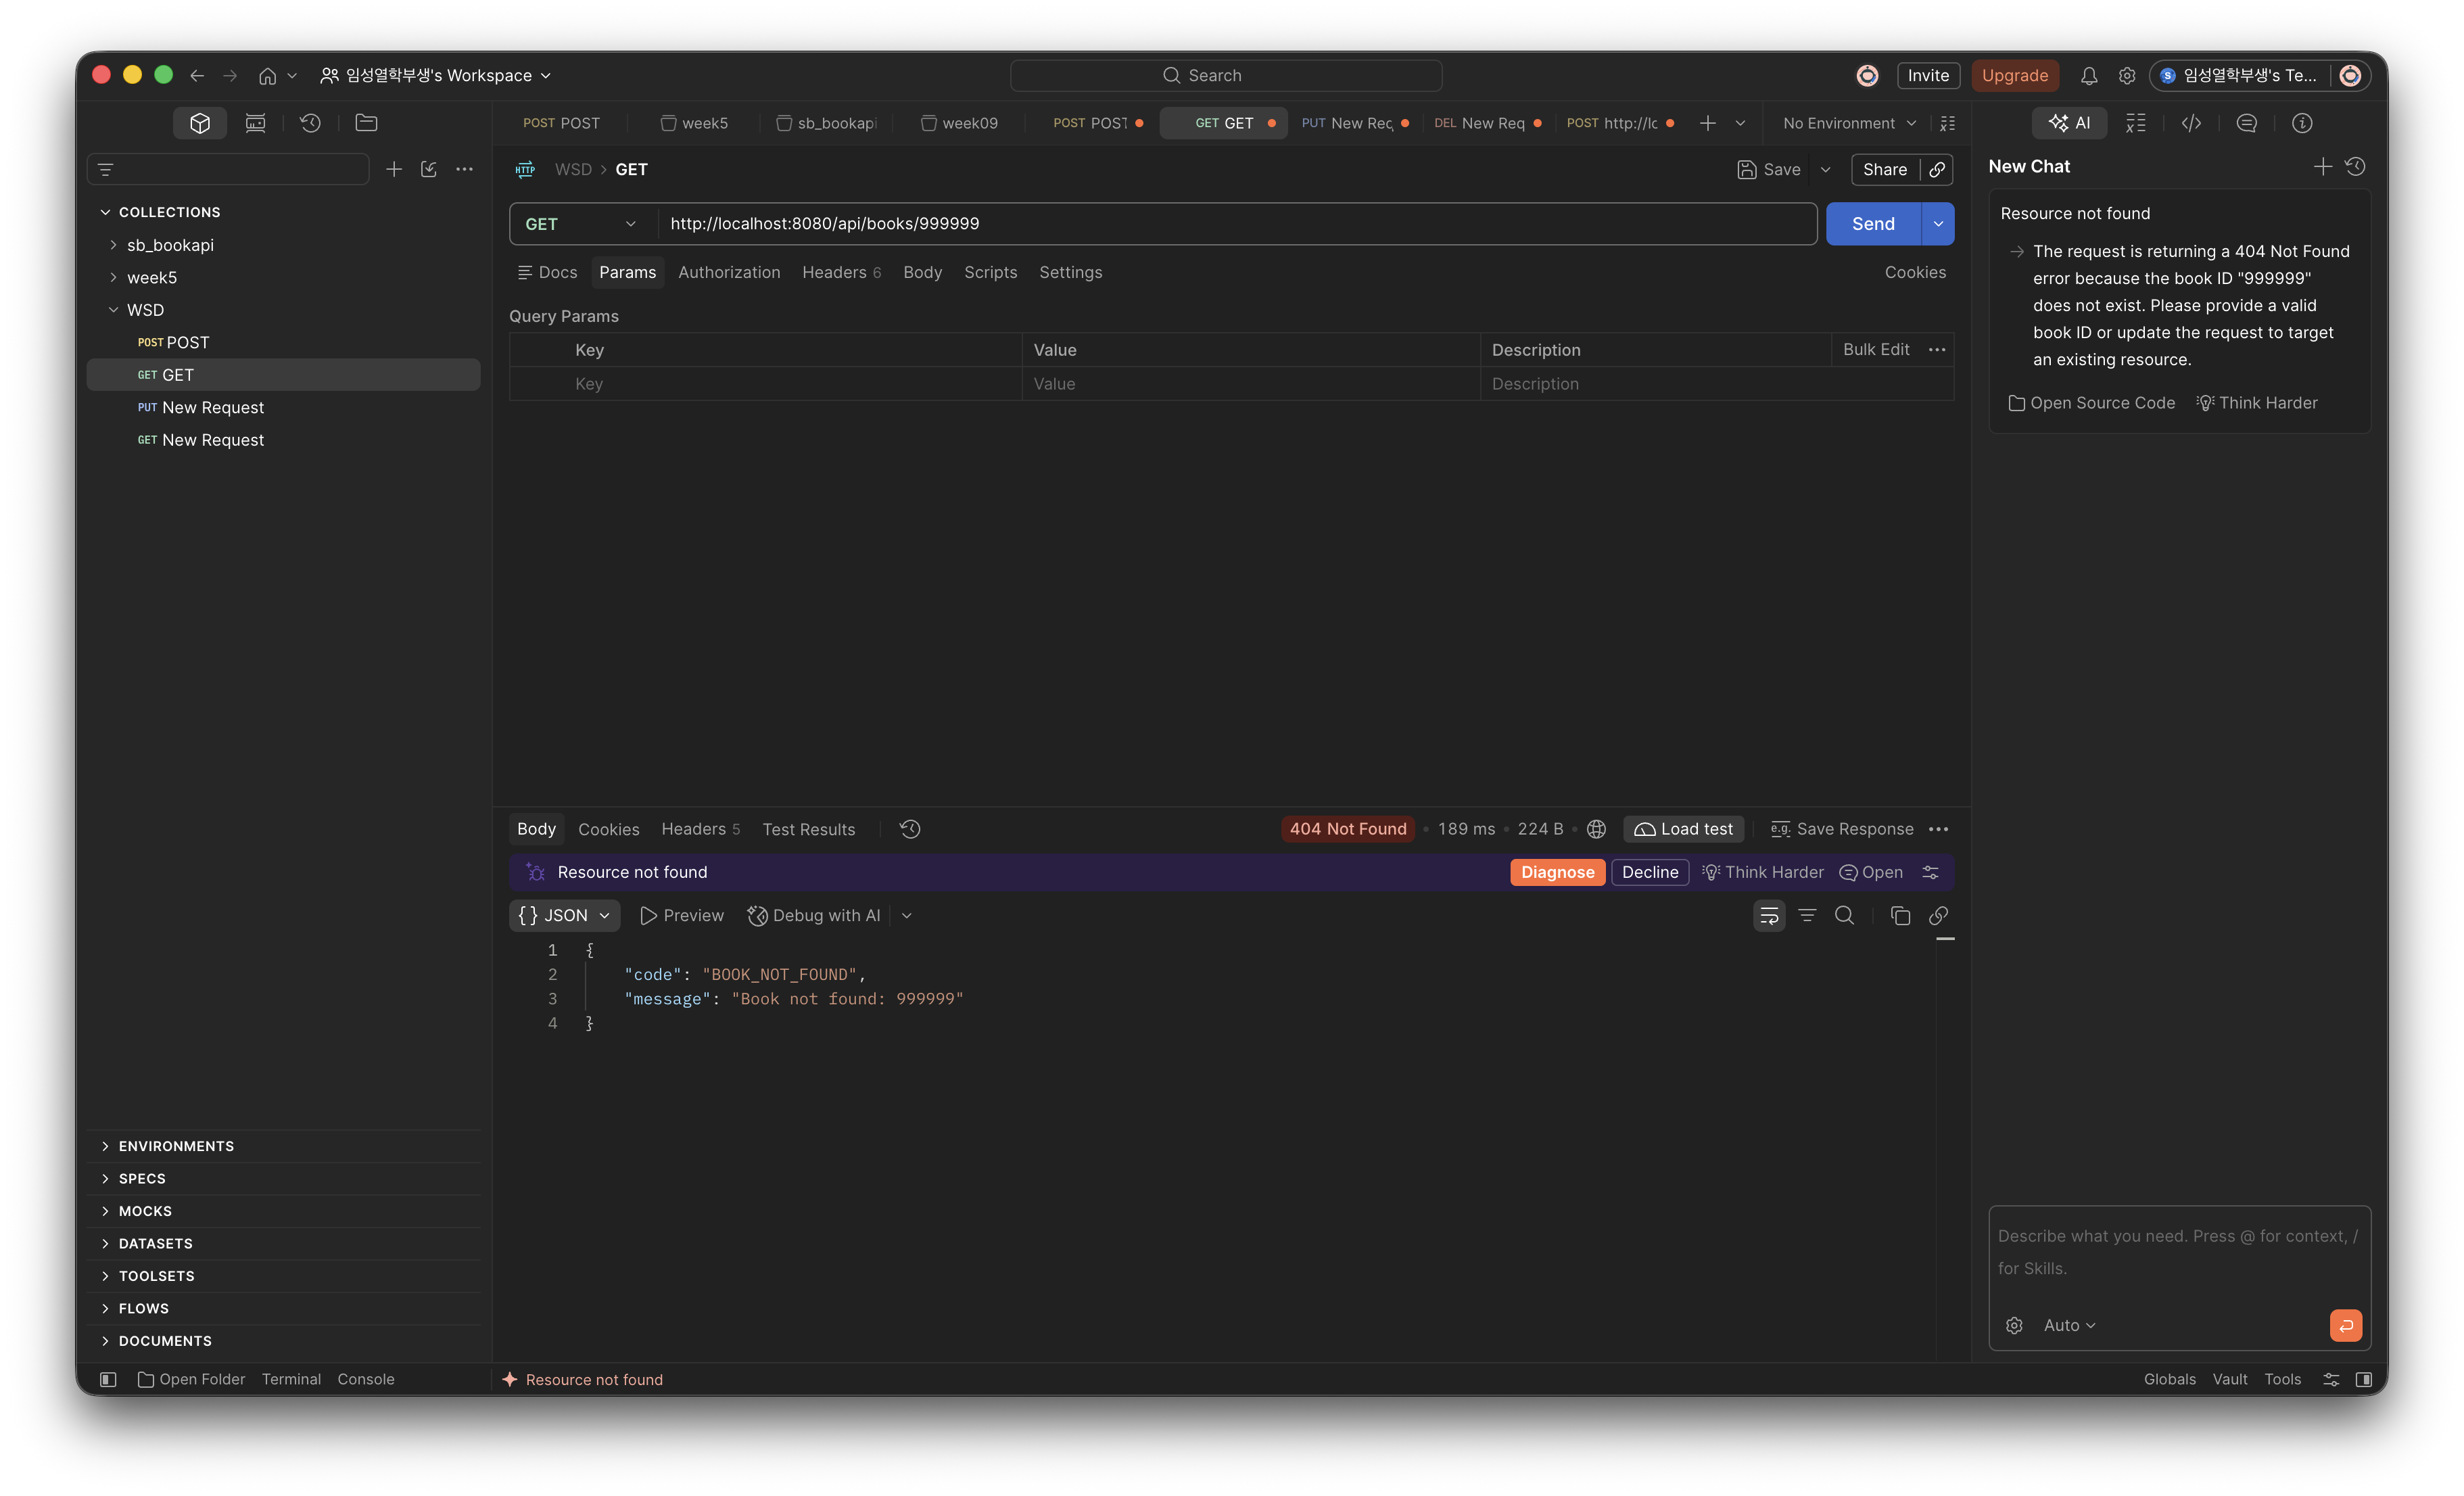 임성열학부생's Workspace
Search
Invite
Upgrade
S
임성열학부생's Te...
POST POST
week5
sb_bookapi
week09
POST POST
GET GET
PUT New Req
DEL New Req
POST http://lc
No Environment
AI
COLLECTIONS
sb_bookapi
week5
WSD
POST POST
GET GET
PUT New Request
GET New Request
ENVIRONMENTS
SPECS
MOCKS
DATASETS
TOOLSETS
FLOWS
DOCUMENTS
HTTP
WSD > GET
Save
Share
GET
http://localhost:8080/api/books/999999
Send
Docs
Params
Authorization
Headers 6
Body
Scripts
Settings
Cookies
Query Params
Key
Value
Description
Bulk Edit
Key
Value
Description
Body
Cookies
Headers 5
Test Results
404 Not Found
189 ms
224 B
Load test
e.g.
Save Response
Resource not found
Diagnose
Decline
Think Harder
Open
{} JSON
Preview
Debug with AI
1 {
2 "code": "BOOK_NOT_FOUND",
3 "message": "Book not found: 999999"
4 }
New Chat
Resource not found
The request is returning a 404 Not Found
error because the book ID "999999"
does not exist. Please provide a valid
book ID or update the request to target
an existing resource.
Open Source Code
Think Harder
Describe what you need. Press @ for context, /
for Skills.
Auto
Open Folder
Terminal
Console
Resource not found
Globals
Vault
Tools